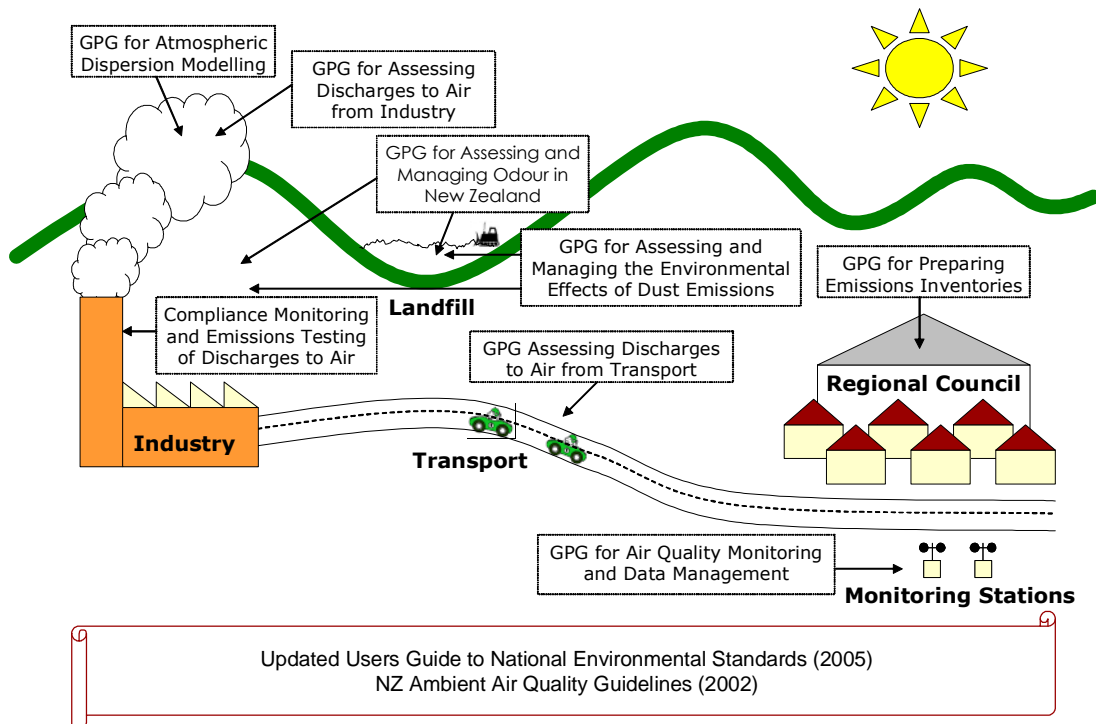 GPG for Atmospheric
Dispersion Modelling
GPG for Assessing
Discharges to Air
from Industry
GPG for Assessing and
Managing Odour in
New Zealand
GPG for Assessing and
Managing the Environmental
Effects of Dust Emissions
GPG for Preparing
Emissions Inventories
Landfill
Compliance Monitoring
and Emissions Testing
of Discharges to Air
GPG Assessing Discharges
to Air from Transport
Regional Council
Industry
Transport
GPG for Air Quality Monitoring
and Data Management
Monitoring Stations
Updated Users Guide to National Environmental Standards (2005)
NZ Ambient Air Quality Guidelines (2002)